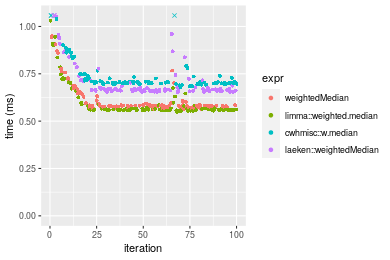 time (ms)
1.00
0.75
0.50
0.25
0.00
0
25
50
75
100
iteration
expr
weightedMedian
limma::weighted.median
cwhmisc::w.median
laeken::weightedMedian